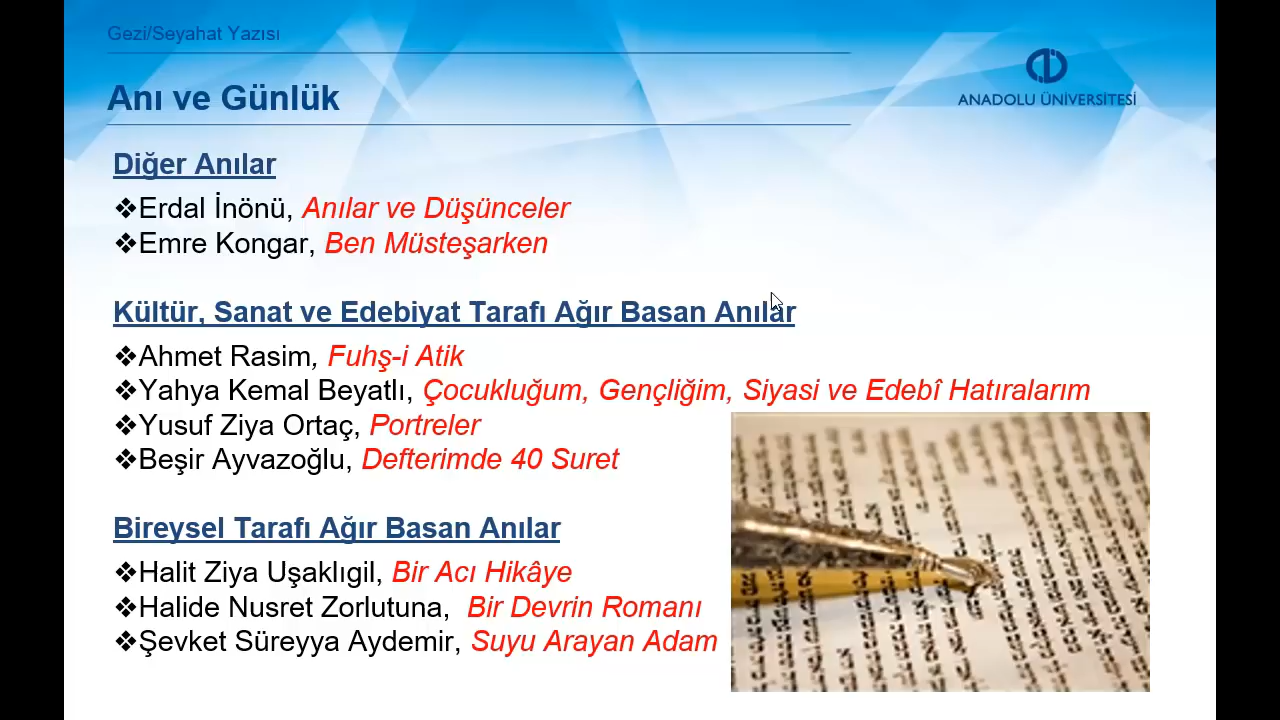 Gezi/Seyahat Yazısı
Anı ve Günlük
ANADOLU ÜNİVERSİTESİ
Diğer Anılar
❖Erdal İnönü, Anılar ve Düşünceler
❖Emre Kongar, Ben Müsteşarken
Kültür, Sanat ve Edebiyat Tarafı Ağır Basan Anılar
❖Ahmet Rasim, Fuhş-i Atik
❖Yahya Kemal Beyatlı, Çocukluğum, Gençliğim, Siyasi ve Edebî Hatıralarım
❖Yusuf Ziya Ortaç, Portreler
❖Beşir Ayvazoğlu, Defterimde 40 Suret
Bireysel Tarafı Ağır Basan Anılar
❖Halit Ziya Uşaklıgil, Bir Acı Hikâye
❖Halide Nusret Zorlutuna, Bir Devrin Romanı
❖Şevket Süreyya Aydemir, Suyu Arayan Adam